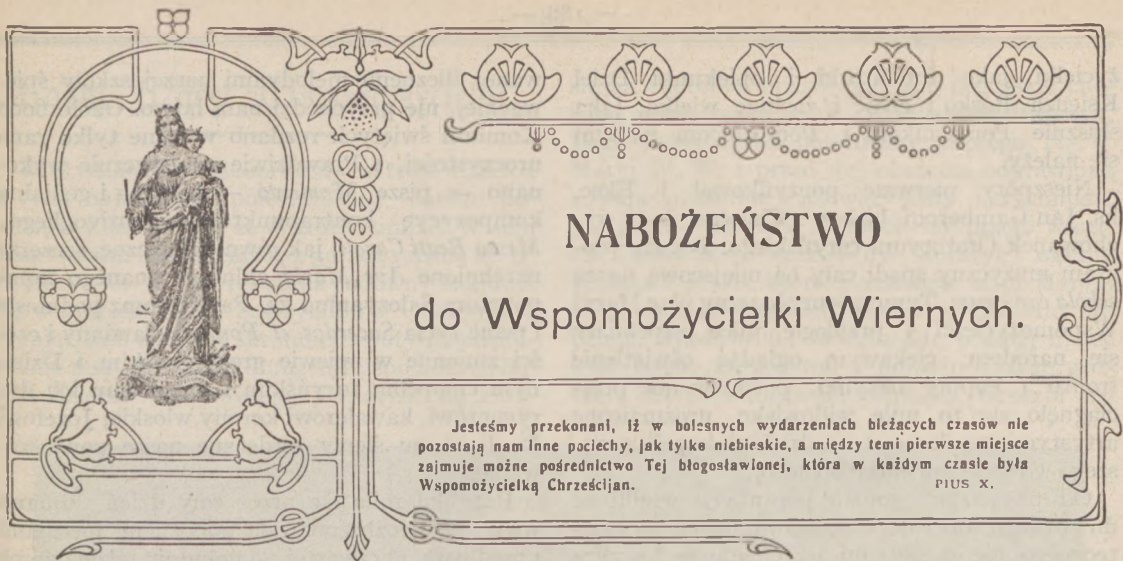 NABOŻEŃSTWO
do Wspomożycielki Wiernych.
Jesteśmy przekonani, iż w bolesnych wydarzeniach bieżących czasów nie
pozostają nam inne pociechy, jak tylko niebieskie, a między temi pierwsze miejsce
zajmuje możne pośrednictwo Tej błogosławionej, która w każdym czasie była
Wspomożycielką Chrześcijan. PIUS X.